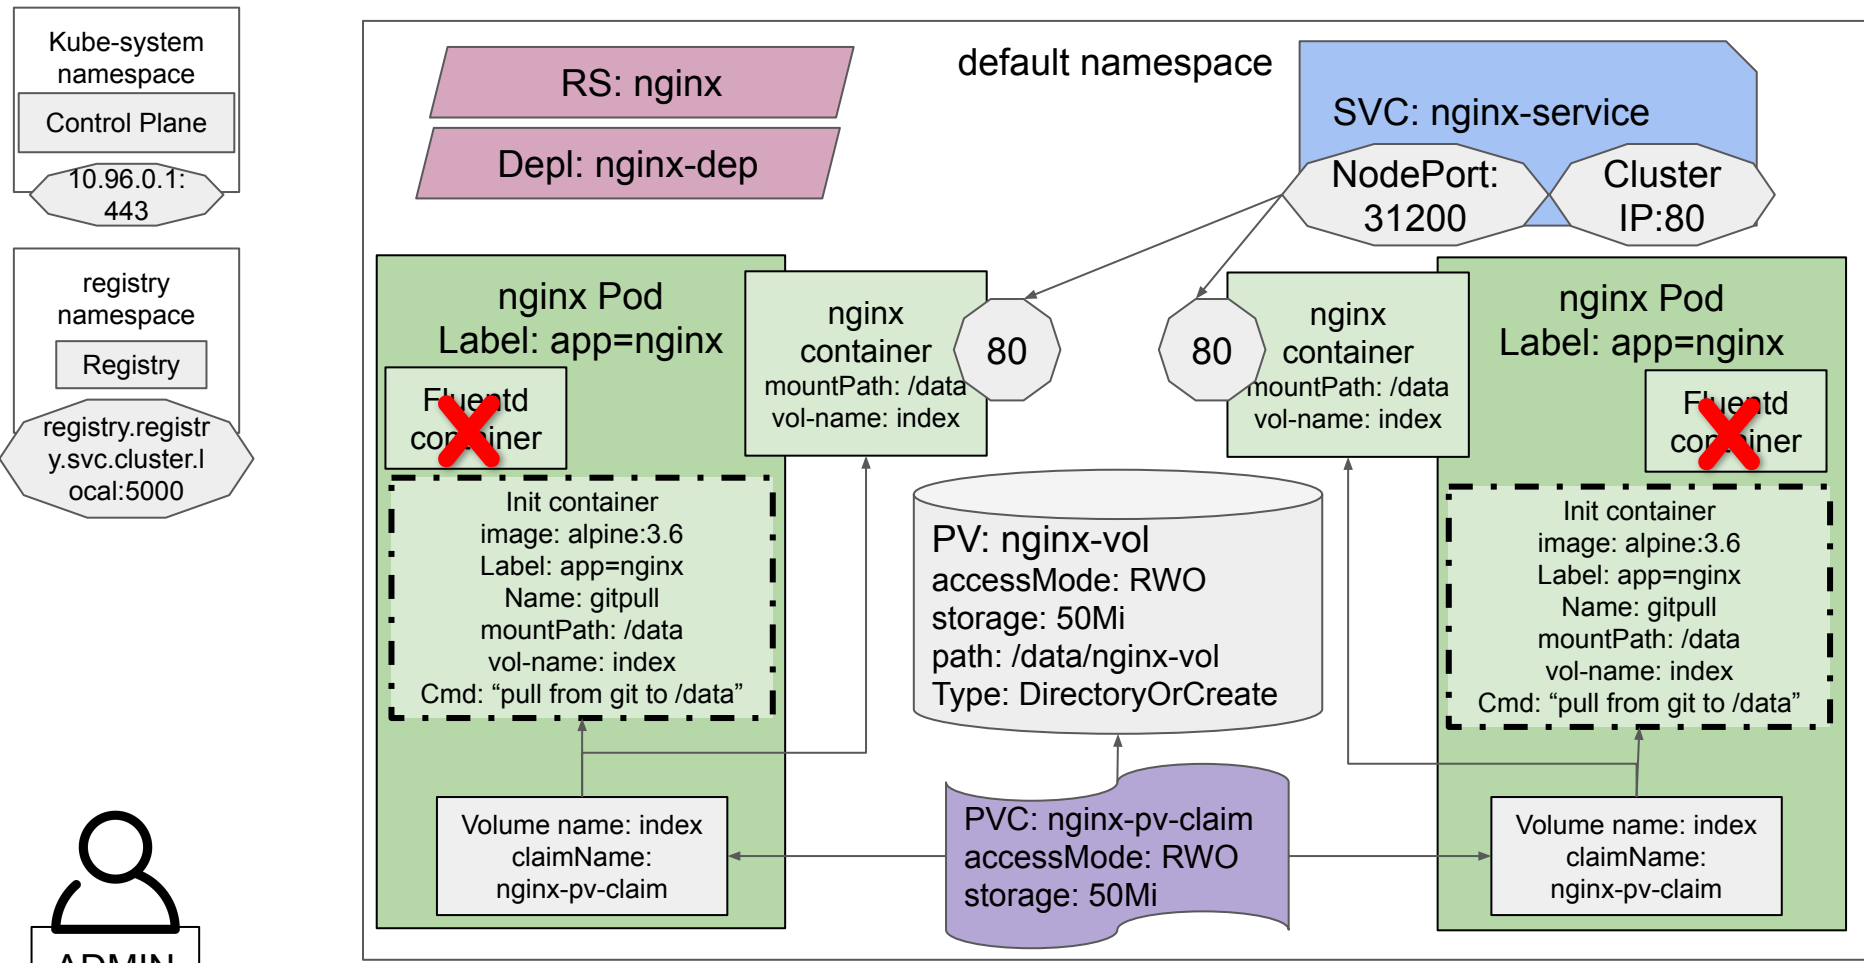 Kube-system
namespace
Control Plane
10.96.0.1:
443
registry
namespace
Registry
registry.registr
y.svc.cluster.l
ocal:5000
ADMIN
default namespace
RS: nginx
Depl: nginx-dep
SVC: nginx-service
NodePort:
31200
Cluster
IP:80
nginx Pod
Label: app=nginx
Fluentd
container
nginx
container
mountPath: /data
vol-name: index
80
Init container
image: alpine:3.6
Label: app=nginx
Name: gitpull
mountPath: /data
vol-name: index
Cmd: “pull from git to /data”
Volume name: index
claimName:
nginx-pv-claim
PV: nginx-vol
accessMode: RWO
storage: 50Mi
path: /data/nginx-vol
Type: DirectoryOrCreate
PVC: nginx-pv-claim
accessMode: RWO
storage: 50Mi
80
nginx
container
mountPath: /data
vol-name: index
nginx Pod
Label: app=nginx
Fluentd
container
Init container
image: alpine:3.6
Label: app=nginx
Name: gitpull
mountPath: /data
vol-name: index
Cmd: “pull from git to /data”
Volume name: index
claimName:
nginx-pv-claim